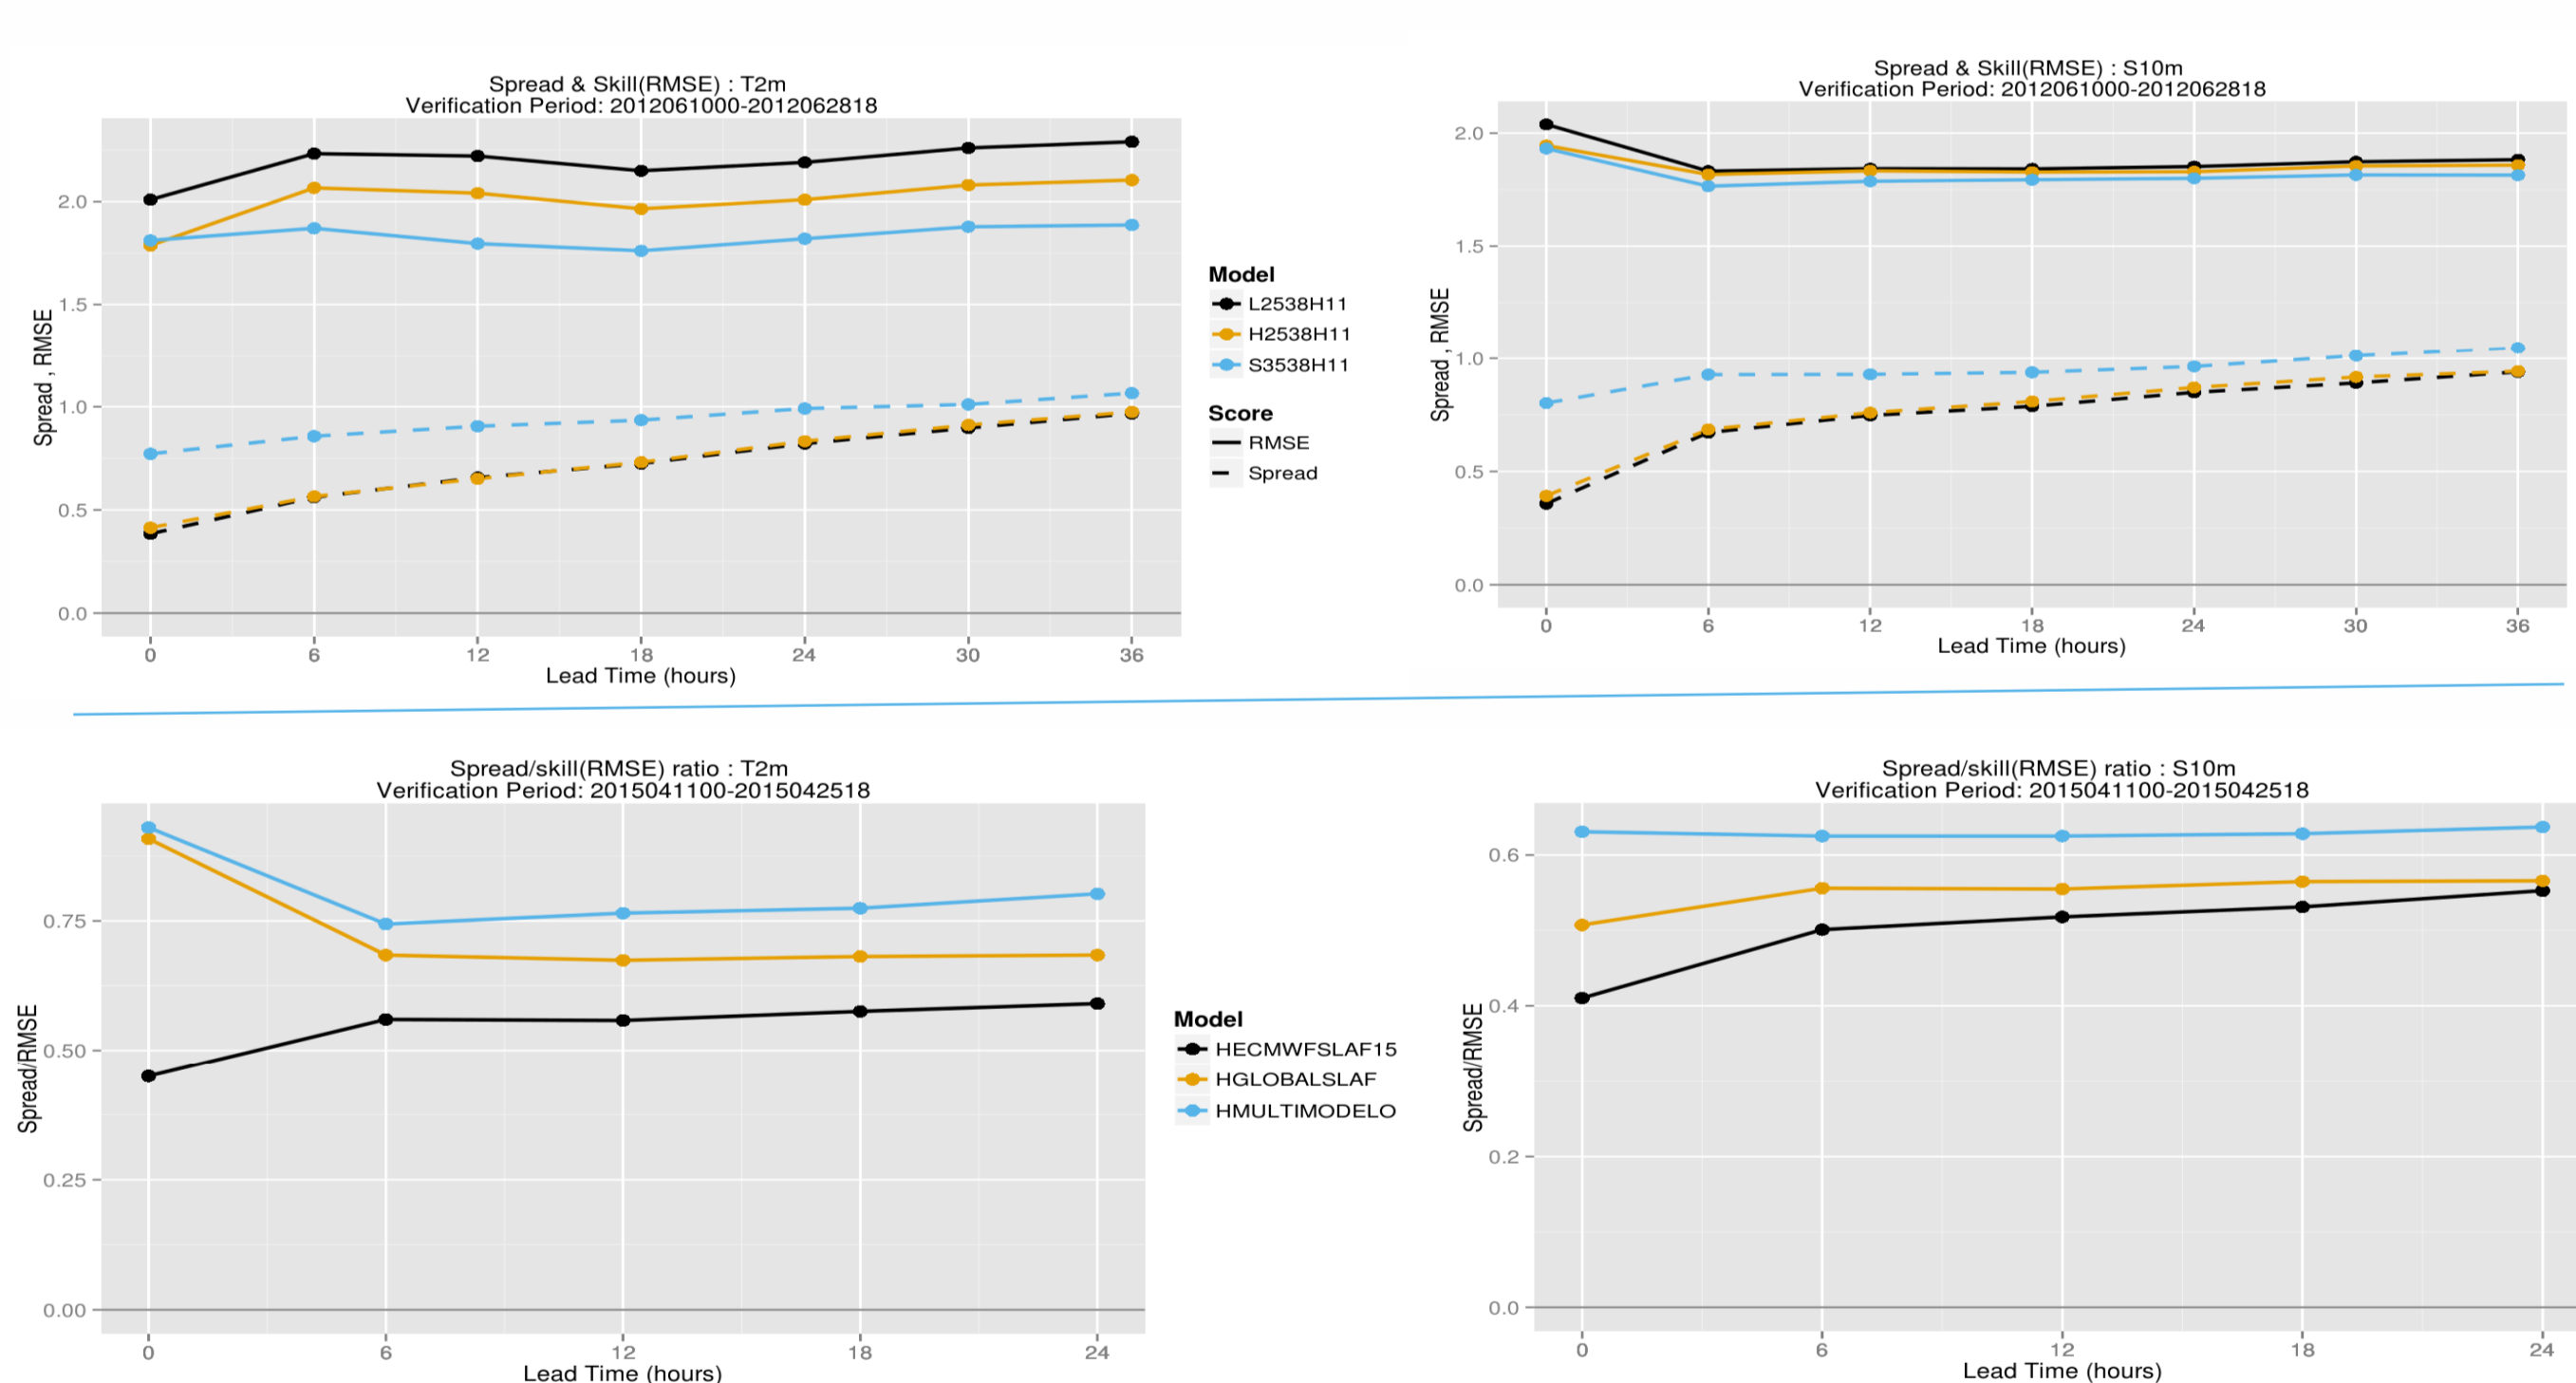 Spread & Skill(RMSE) : T2m
Verification Period: 2012061000-2012062818
Spread , RMSE
2.0
1.5
1.0
0.5
0.0
0 6 12 18 24 30 36
Lead Time (hours)
Model
L2538H11
H2538H11
S3538H11
Score
RMSE
Spread
Spread & Skill(RMSE) : S10m
Verification Period: 2012061000-2012062818
Spread , RMSE
2.0
1.5
1.0
0.5
0.0
0 6 12 18 24 30 36
Lead Time (hours)
Spread/skill(RMSE) ratio : T2m
Verification Period: 2015041100-2015042518
Spread/RMSE
0.75
0.50
0.25
0.00
0 6 12 18 24
Lead Time (hours)
Model
HECMWFSLAF15
HGLOBALSLAF
HMULTIMODELO
Spread/skill(RMSE) ratio : S10m
Verification Period: 2015041100-2015042518
Spread/RMSE
0.6
0.4
0.2
0.0
0 6 12 18 24
Lead Time (hours)